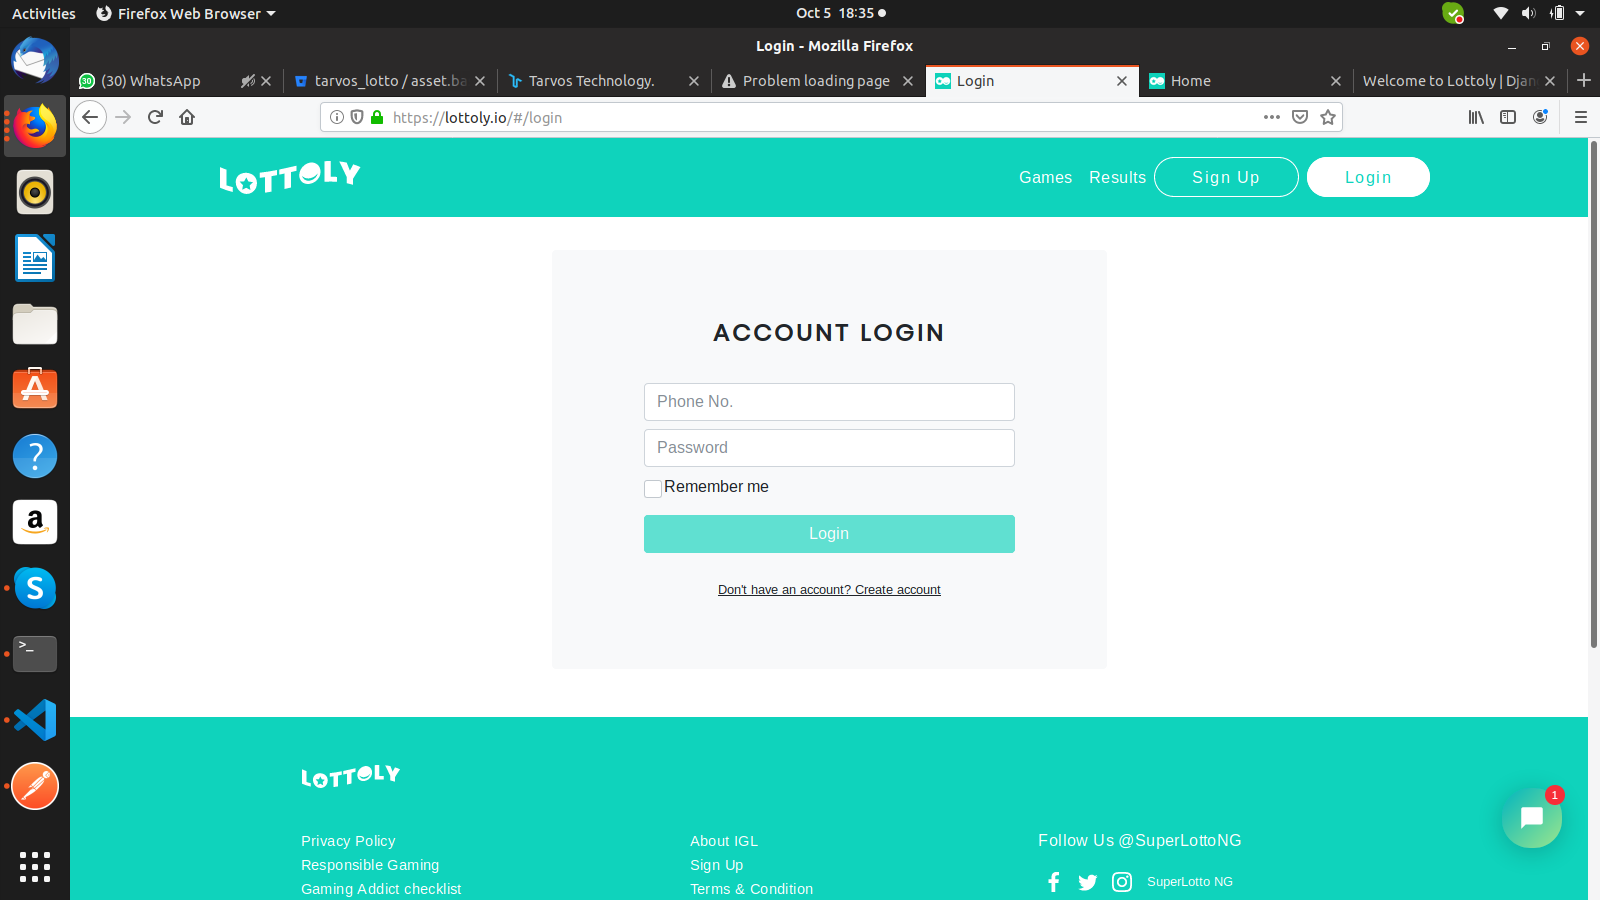 Activities Firefox Web Browser Oct 5 18:35
Login - Mozilla Firefox
30 (30) WhatsApp tarvos_lotto / asset.ba Tarvos Technology. Problem loading page Login Home Welcome to Lottoly | Djan
https://lottoly.io/#/login
LOTTOLY Games Results Sign Up Login
ACCOUNT LOGIN
Phone No.
Password
Remember me
Login
Don't have an account? Create account
LOTTOLY
1
Privacy Policy About IGL Follow Us @SuperLottoNG
Responsible Gaming Sign Up
Gaming Addict checklist Terms & Condition SuperLotto NG